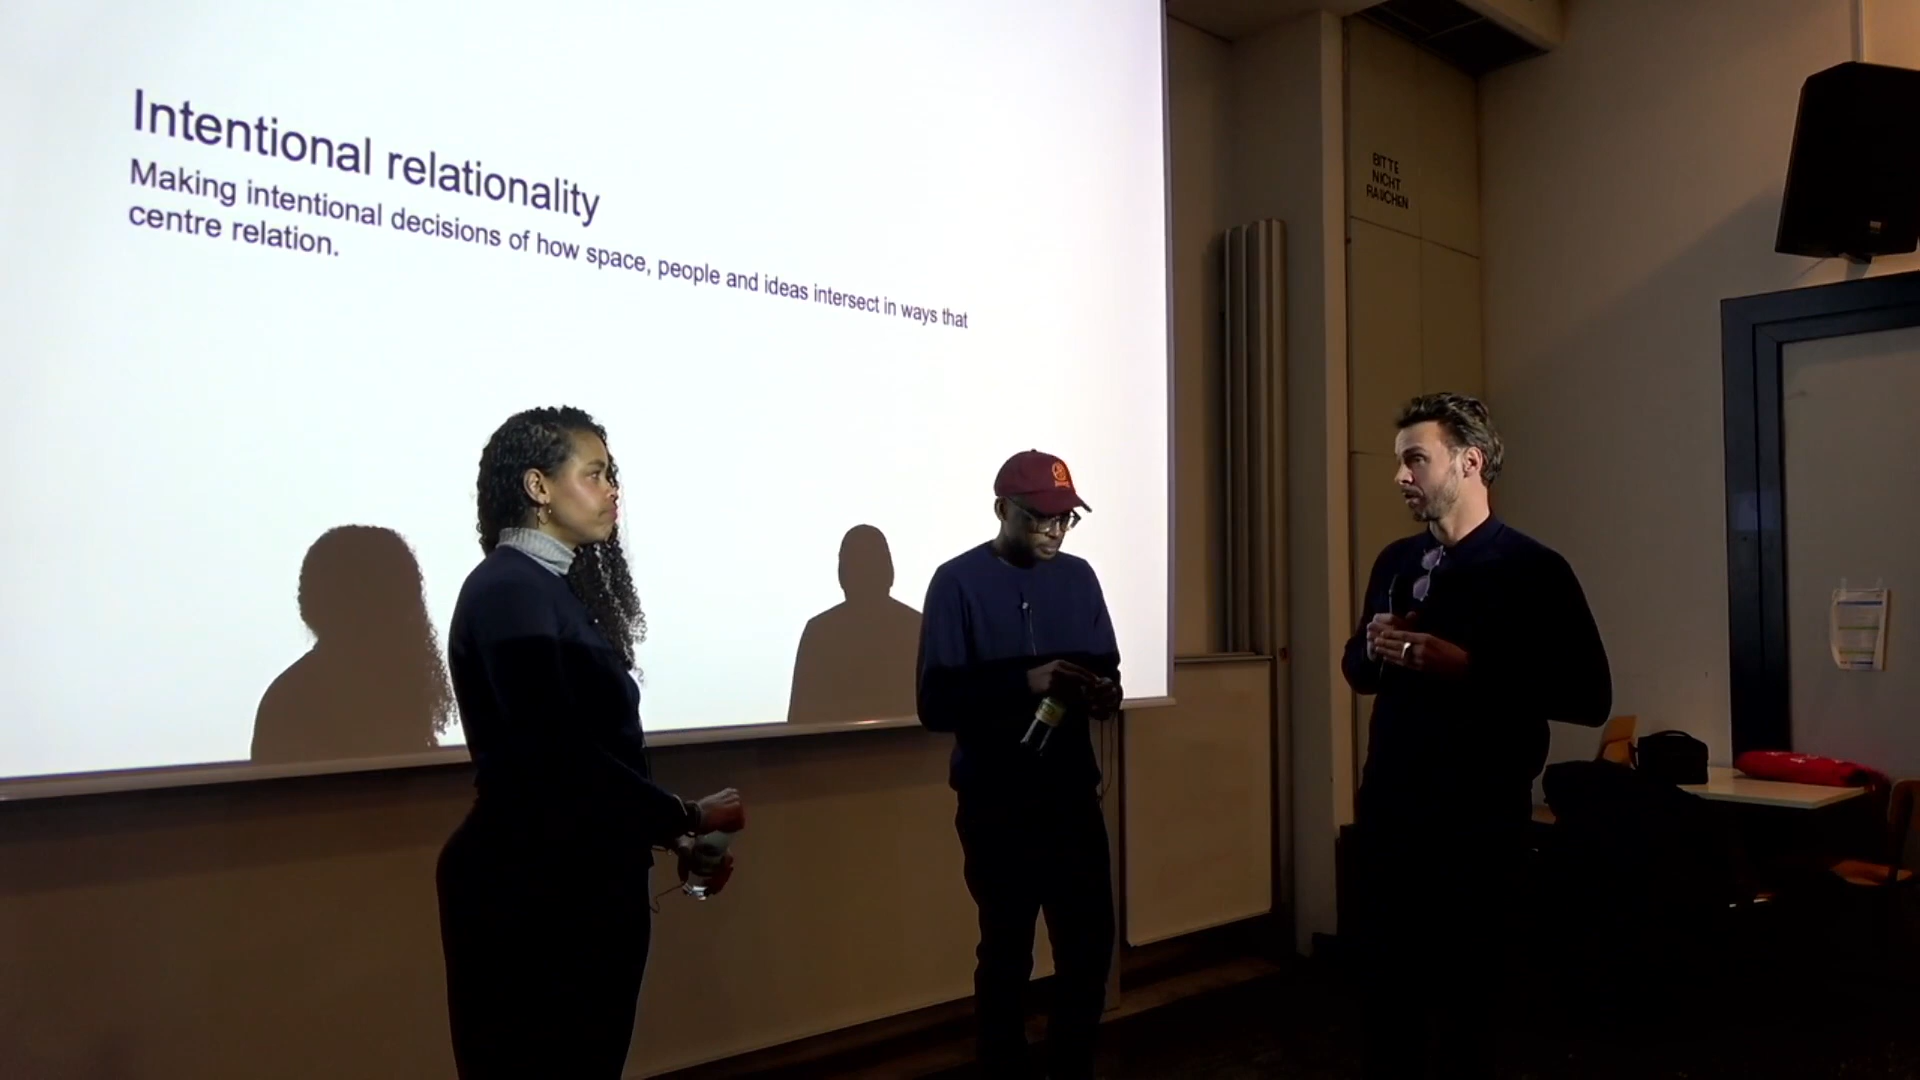 Intentional relationality
Making intentional decisions of how space, people and ideas intersect in ways that
centre relation.
BITTE
NICHT
RAUCHEN